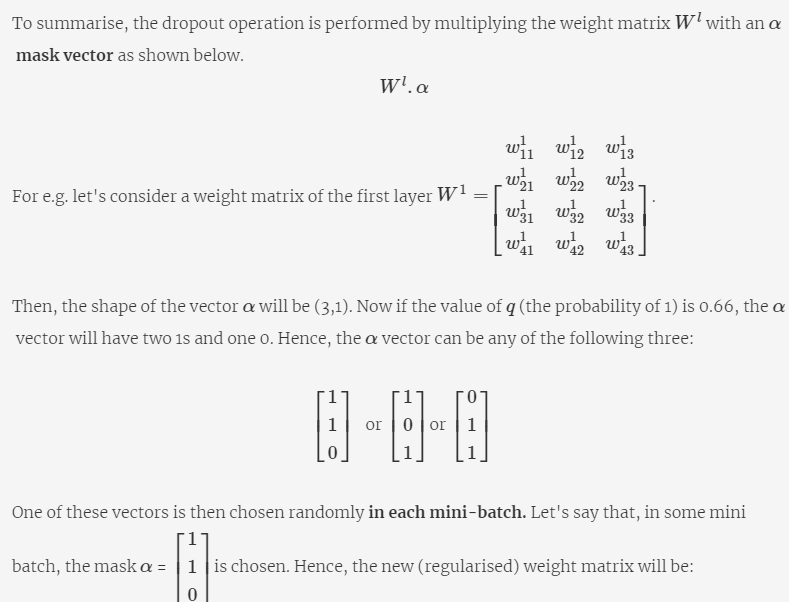 To summarise, the dropout operation is performed by multiplying the weight matrix W^l with an α
mask vector as shown below.
W^l. α
w^1_11 w^1_12 w^1_13
w^1_21 w^1_22 w^1_23
For e.g. let's consider a weight matrix of the first layer W^1 = [ ] .
w^1_31 w^1_32 w^1_33
w^1_41 w^1_42 w^1_43
Then, the shape of the vector α will be (3,1). Now if the value of q (the probability of 1) is 0.66, the α
vector will have two 1s and one 0. Hence, the α vector can be any of the following three:
[1 1 0] or [1 0 1] or [0 1 1]
One of these vectors is then chosen randomly in each mini-batch. Let's say that, in some mini
batch, the mask α = [1 1 0] is chosen. Hence, the new (regularised) weight matrix will be: